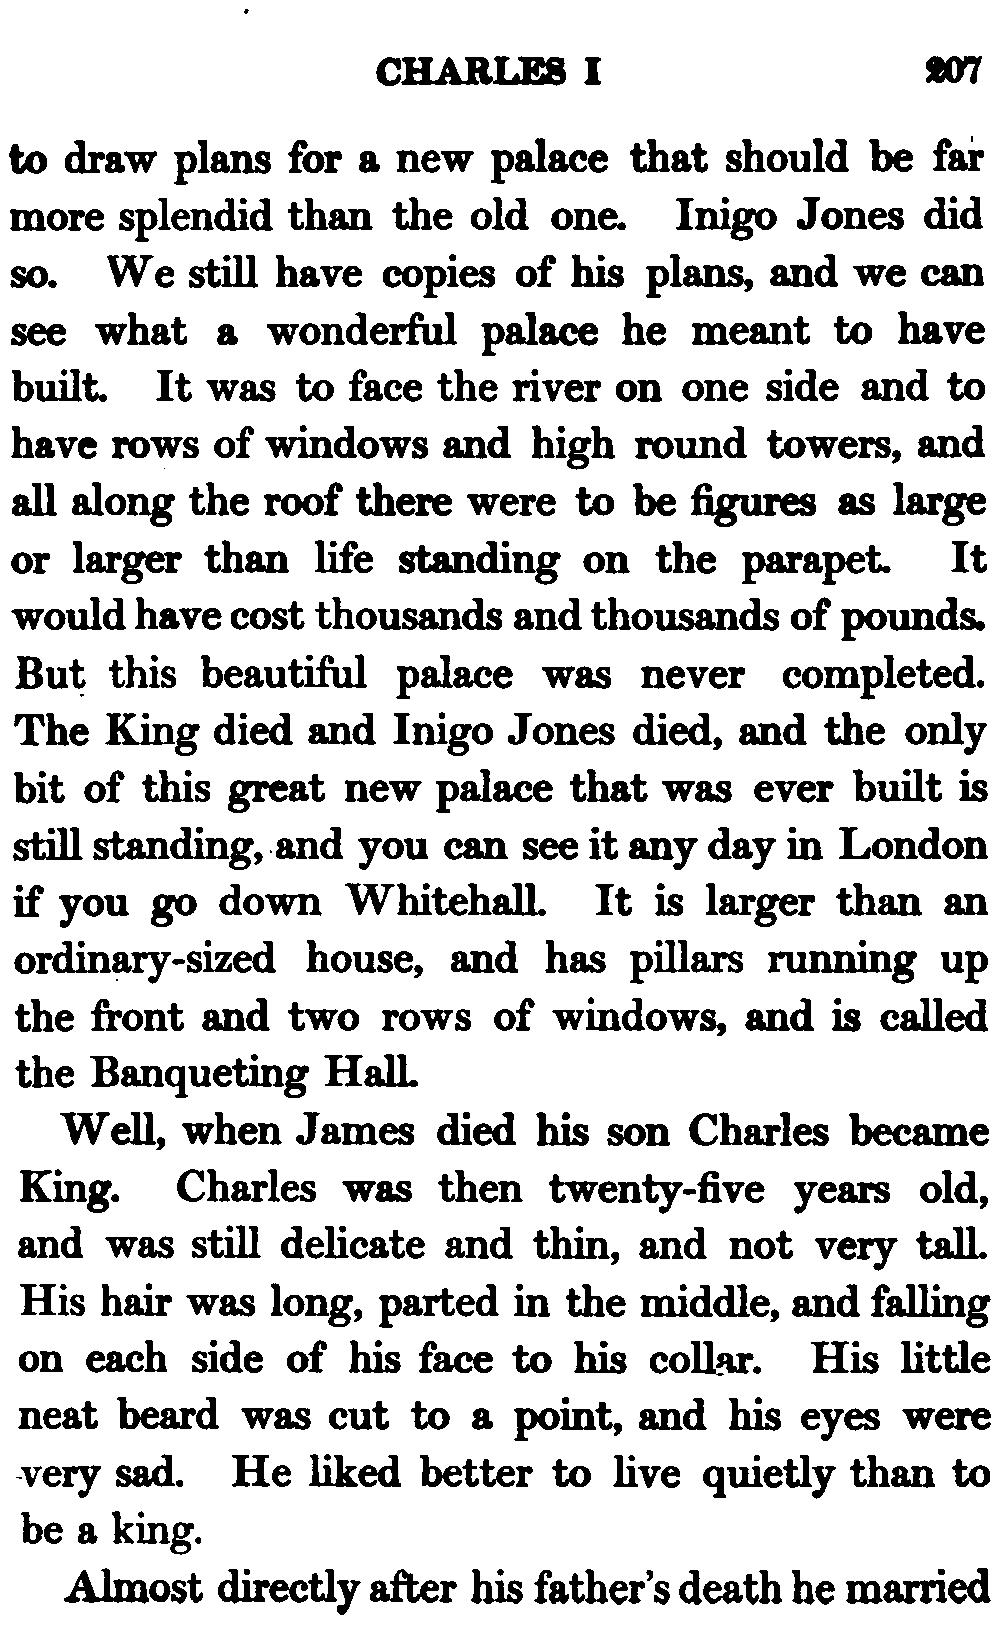 CHARLES I 207
to draw plans for a new palace that should be far
more splendid than the old one. Inigo Jones did
so. We still have copies of his plans, and we can
see what a wonderful palace he meant to have
built. It was to face the river on one side and to
have rows of windows and high round towers, and
all along the roof there were to be figures as large
or larger than life standing on the parapet. It
would have cost thousands and thousands of pounds.
But this beautiful palace was never completed.
The King died and Inigo Jones died, and the only
bit of this great new palace that was ever built is
still standing, and you can see it any day in London
if you go down Whitehall. It is larger than an
ordinary-sized house, and has pillars running up
the front and two rows of windows, and is called
the Banqueting Hall.
Well, when James died his son Charles became
King. Charles was then twenty-five years old,
and was still delicate and thin, and not very tall.
His hair was long, parted in the middle, and falling
on each side of his face to his collar. His little
neat beard was cut to a point, and his eyes were
very sad. He liked better to live quietly than to
be a king.
Almost directly after his father's death he married